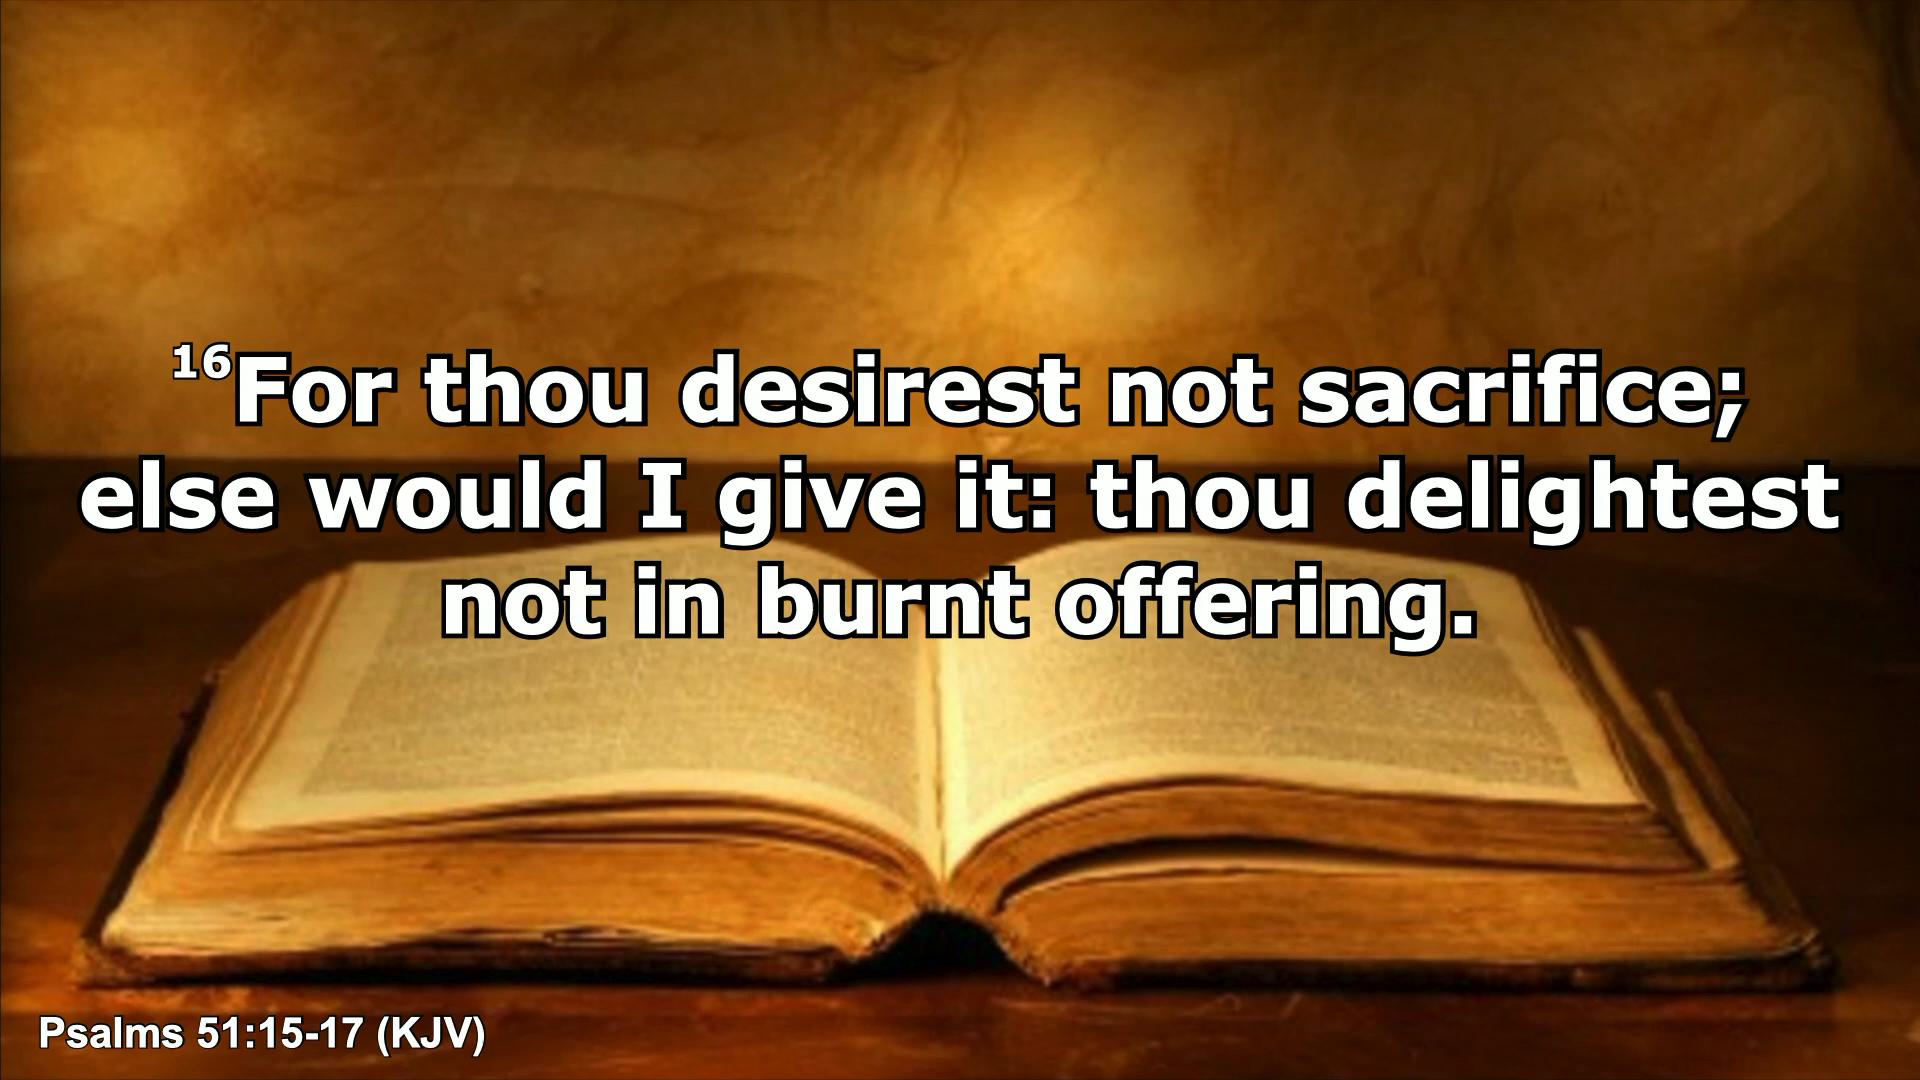 16For thou desirest not sacrifice;
else would I give it: thou delightest
not in burnt offering.
Psalms 51:15-17 (KJV)